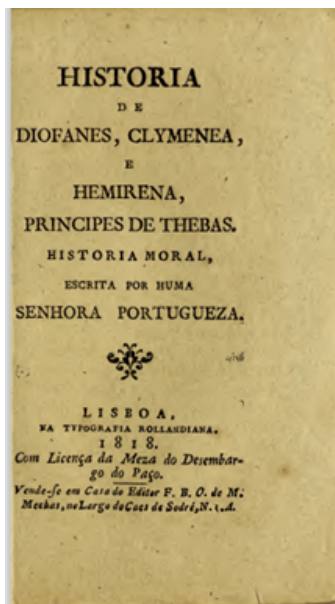 HISTORIA
DE
DIOFANES, CLYMENEA,
E
HEMIRENA,
PRINCIPES DE THEBAS.
HISTORIA MORAL,
ESCRITA POR HUMA
SENHORA PORTUGUEZA.
LISBOA,
NA TYPOGRAFIA ROLLANDIANA.
1818.
Com Licença da Meza do Desembar-
go do Paço.
Vende-se em Casa do Editor F. B. O. de M.
Mechas, no Largo do Caes de Sodré, N.